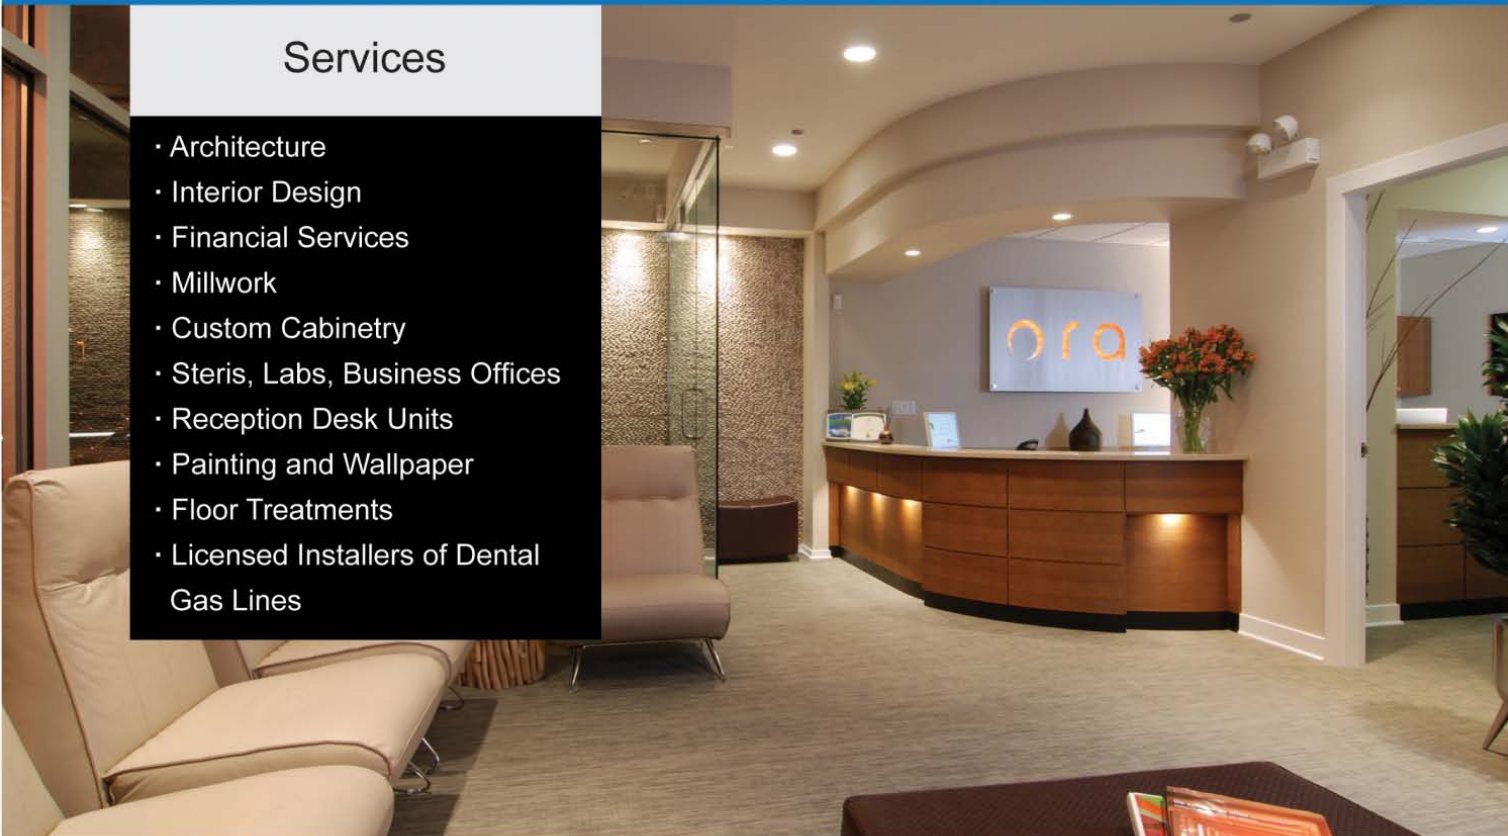 Services
· Architecture
· Interior Design
· Financial Services
· Millwork
· Custom Cabinetry
· Steris, Labs, Business Offices
· Reception Desk Units
· Painting and Wallpaper
· Floor Treatments
· Licensed Installers of Dental
Gas Lines
ora